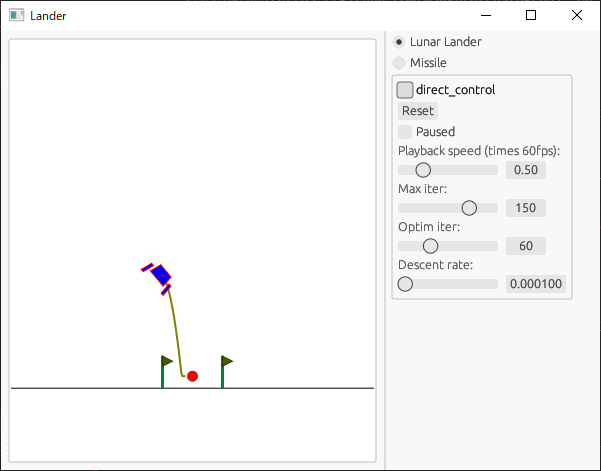 Lander
Lunar Lander
Missile
direct_control
Reset
Paused
Playback speed (times 60fps):
0.50
Max iter:
150
Optim iter:
60
Descent rate:
0.000100